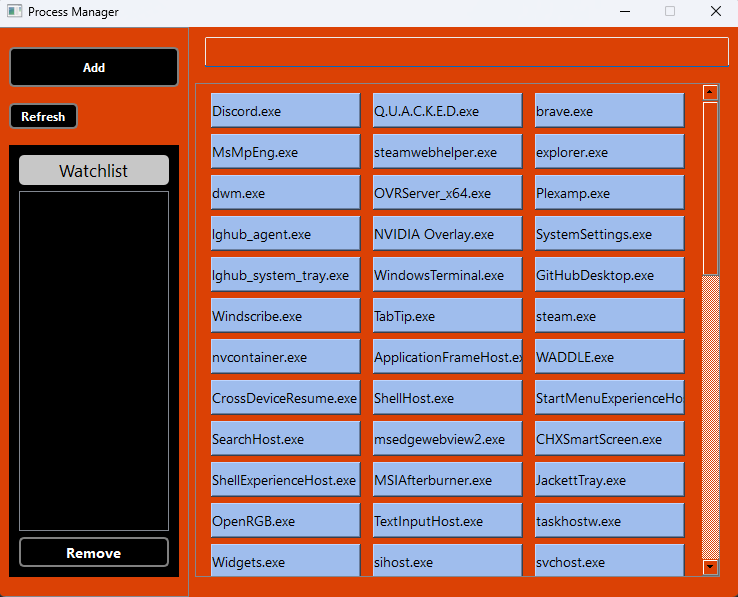 Process Manager
Add
Refresh
Watchlist
Remove
Discord.exe Q.U.A.C.K.E.D.exe brave.exe
MsMpEng.exe steamwebhelper.exe explorer.exe
dwm.exe OVRServer_x64.exe Plexamp.exe
lghub_agent.exe NVIDIA Overlay.exe SystemSettings.exe
lghub_system_tray.exe WindowsTerminal.exe GitHubDesktop.exe
Windscribe.exe TabTip.exe steam.exe
nvcontainer.exe ApplicationFrameHost.ex WADDLE.exe
CrossDeviceResume.exe ShellHost.exe StartMenuExperienceHo
SearchHost.exe msedgewebview2.exe CHXSmartScreen.exe
ShellExperienceHost.exe MSIAfterburner.exe JackettTray.exe
OpenRGB.exe TextInputHost.exe taskhostw.exe
Widgets.exe sihost.exe svchost.exe